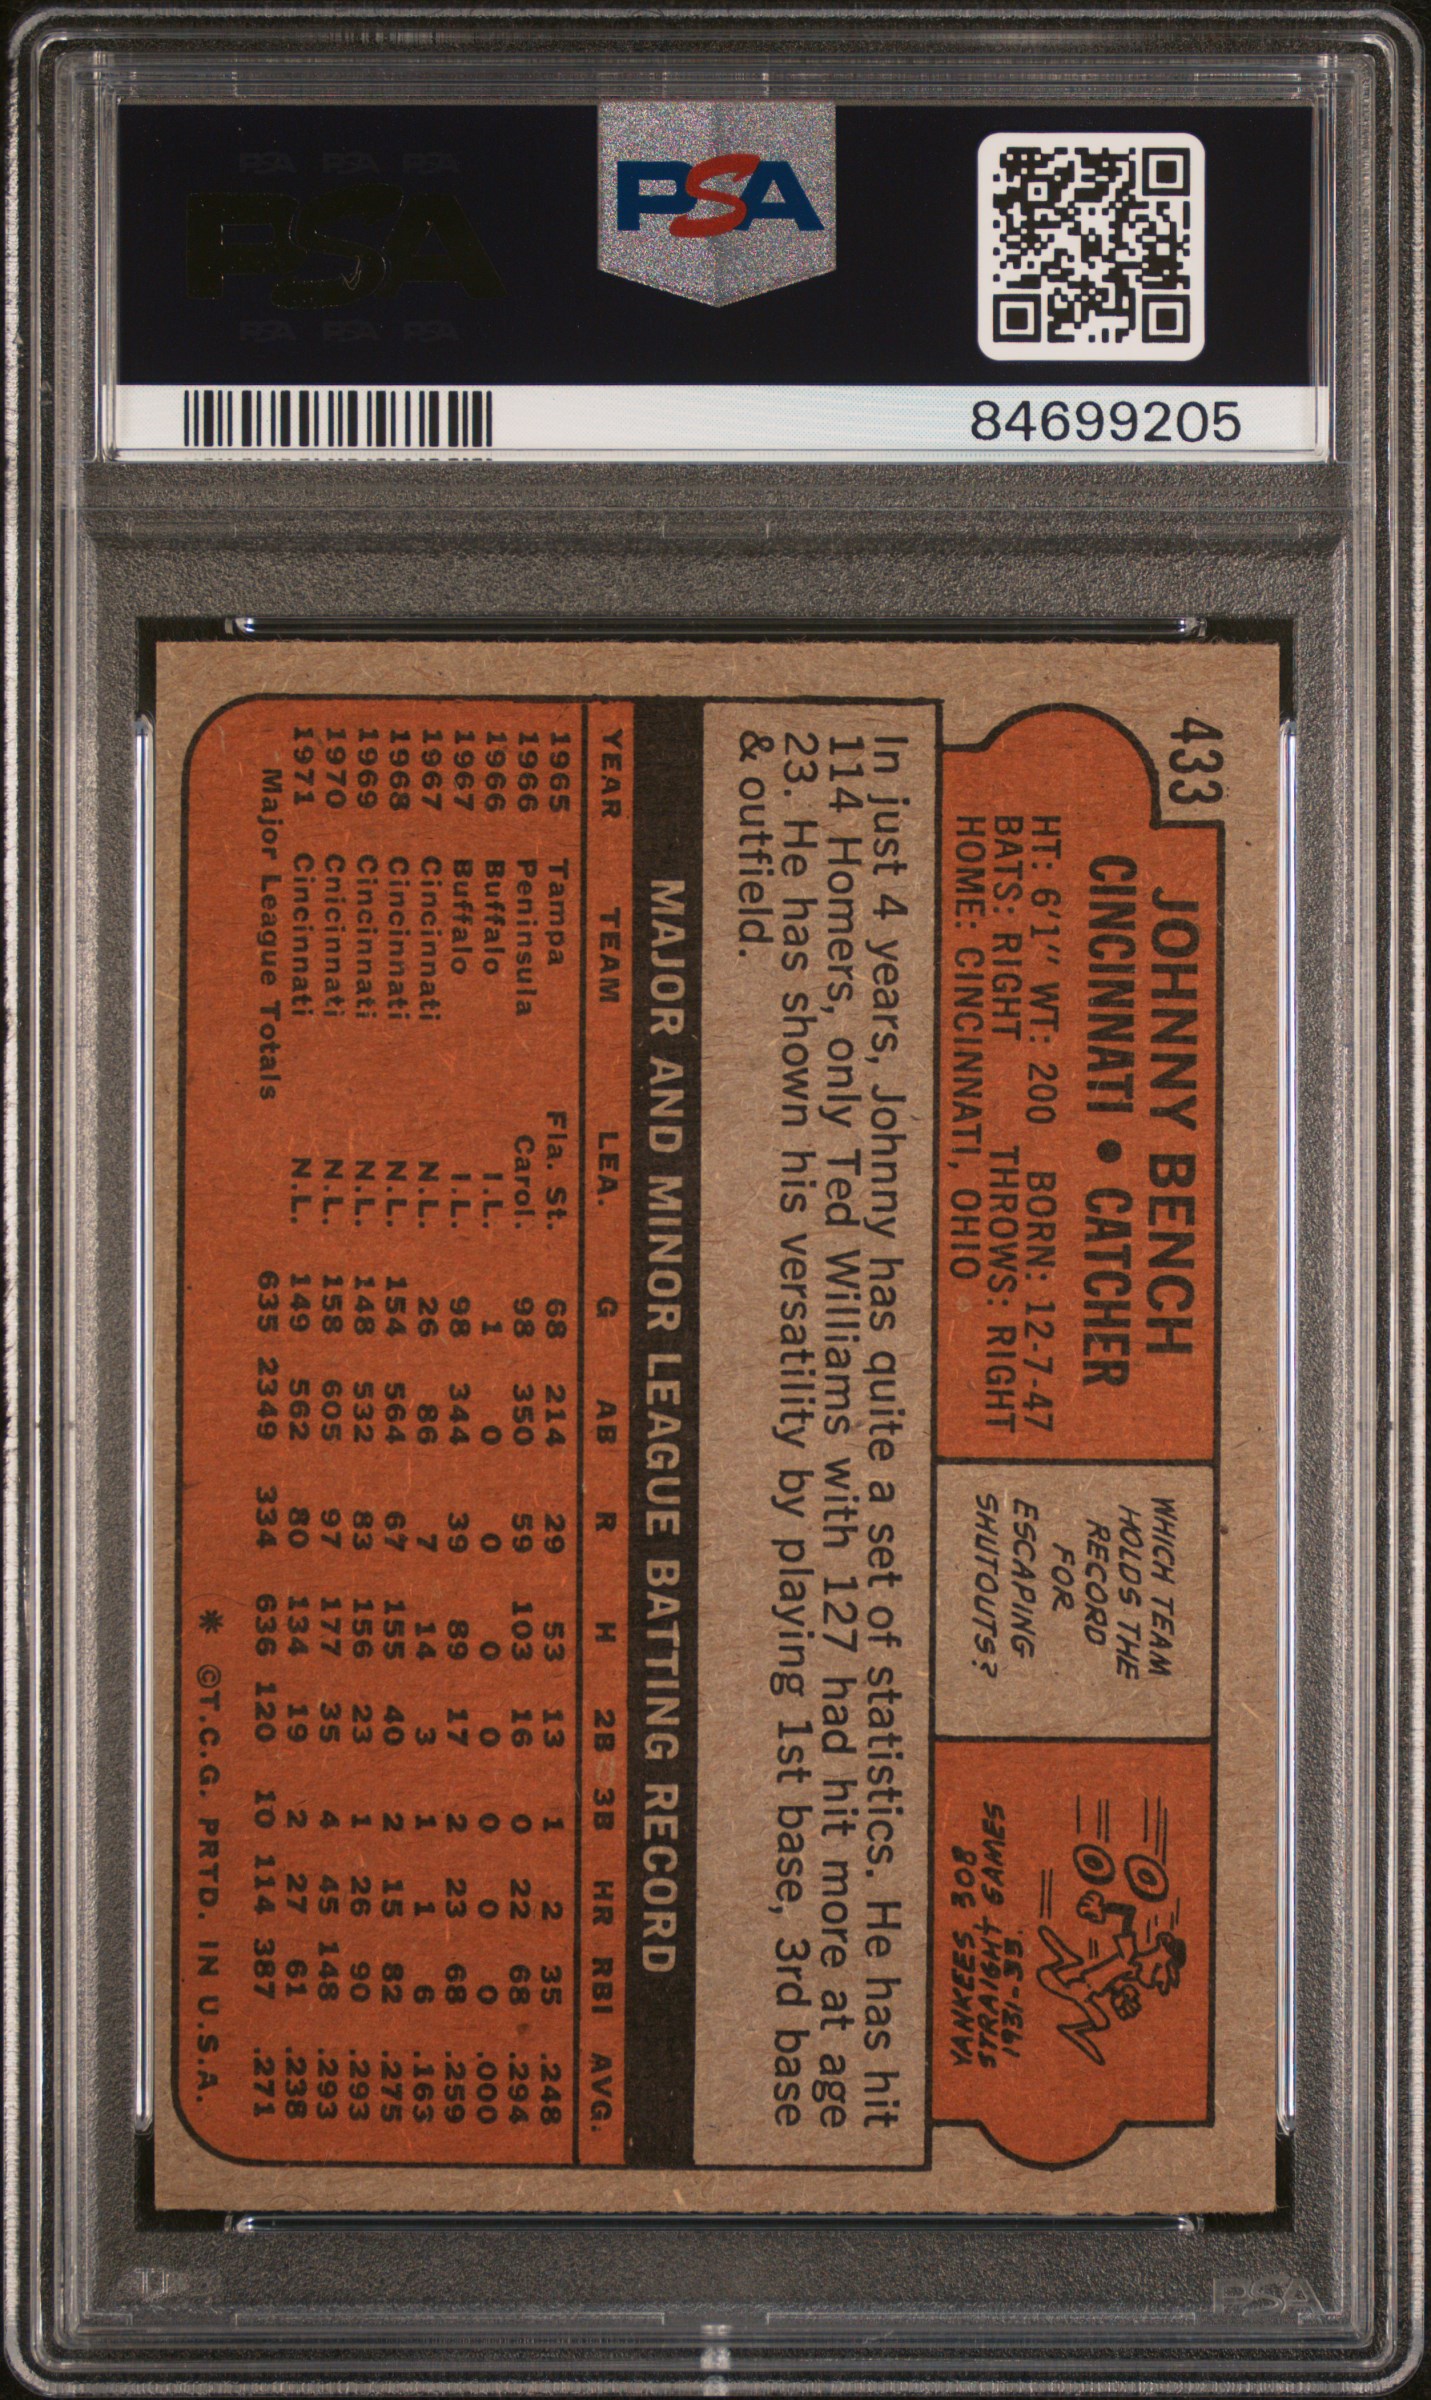 PSA PSA PSA
PSA
PSA PSA PSA
PSA
84699205
433
JOHNNY BENCH
CINCINNATI • CATCHER
HT: 6'1" WT: 200 BORN: 12-7-47
BATS: RIGHT THROWS: RIGHT
HOME: CINCINNATI, OHIO
WHICH TEAM
HOLDS THE
RECORD
FOR
ESCAPING
SHUTOUTS?
YANKEES 308
STRAIGHT GAMES
1931-33.
In just 4 years, Johnny has quite a set of statistics. He has hit
114 Homers, only Ted Williams with 127 had hit more at age
23. He has shown his versatility by playing 1st base, 3rd base
& outfield.
MAJOR AND MINOR LEAGUE BATTING RECORD
YEAR TEAM LEA. G AB R H 2B 3B HR RBI AVG.
1965 Tampa Fla. St. 68 214 29 53 13 1 2 35 .248
1966 Peninsula Carol. 98 350 59 103 16 0 22 68 .294
1966 Buffalo I.L. 1 0 0 0 0 0 0 0 .000
1967 Buffalo I.L. 98 344 39 89 17 2 23 68 .259
1967 Cincinnati N.L. 26 86 7 14 3 1 1 6 .163
1968 Cincinnati N.L. 154 564 67 155 40 2 15 82 .275
1969 Cincinnati N.L. 148 532 83 156 23 1 26 90 .293
1970 Cnicinnati N.L. 158 605 97 177 35 4 45 148 .293
1971 Cincinnati N.L. 149 562 80 134 19 2 27 61 .238
Major League Totals 635 2349 334 636 120 10 114 387 .271
* ©T.C.G. PRTD. IN U.S.A.
PSA